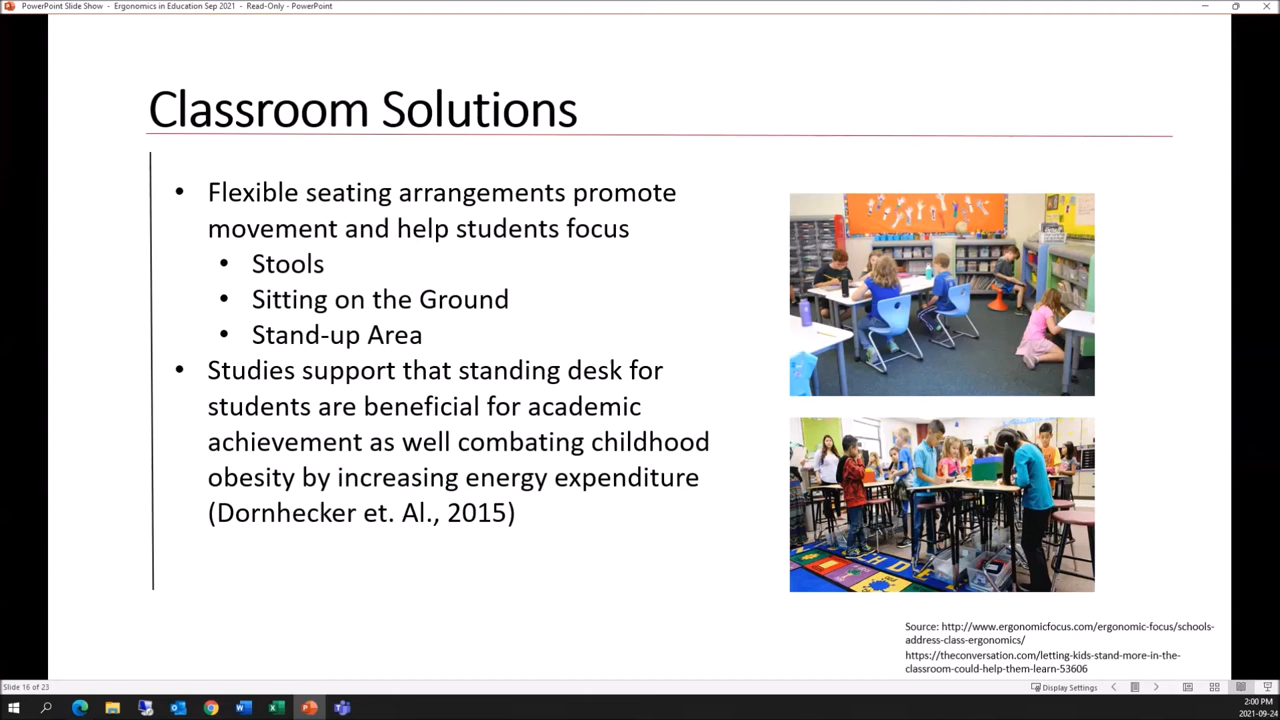 PowerPoint Slide Show - Ergonomics in Education Sep 2021 - Read-Only - PowerPoint
Classroom Solutions
• Flexible seating arrangements promote
movement and help students focus
• Stools
• Sitting on the Ground
• Stand-up Area
• Studies support that standing desk for
students are beneficial for academic
achievement as well combating childhood
obesity by increasing energy expenditure
(Dornhecker et. Al., 2015)
Source: http://www.ergonomicfocus.com/ergonomic-focus/schools-
address-class-ergonomics/
https://theconversation.com/letting-kids-stand-more-in-the-
classroom-could-help-them-learn-53606
Slide 16 of 23
Display Settings
2:00 PM
2021-09-24